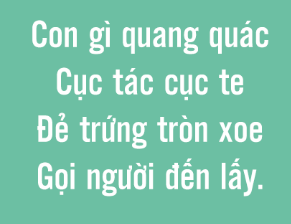 Con gì quang quác
Cục tác cục te
Đẻ trứng tròn xoe
Gọi người đến lấy.